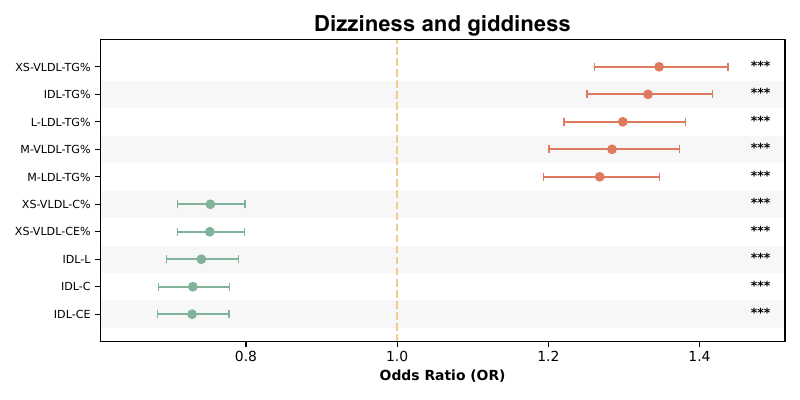 Dizziness and giddiness
XS-VLDL-TG% ***
IDL-TG% ***
L-LDL-TG% ***
M-VLDL-TG% ***
M-LDL-TG% ***
XS-VLDL-C% ***
XS-VLDL-CE% ***
IDL-L ***
IDL-C ***
IDL-CE ***
0.8 1.0 1.2 1.4
Odds Ratio (OR)